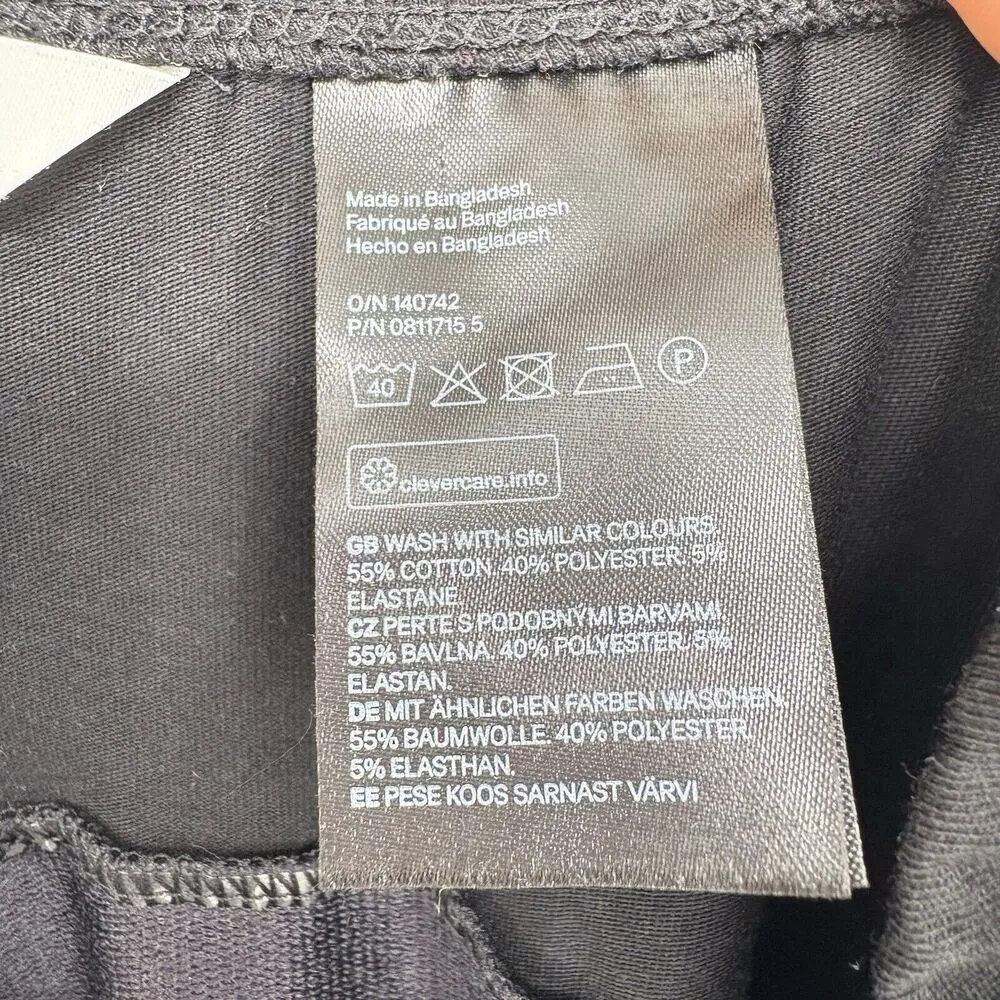 Made in Bangladesh
Fabriqué au Bangladesh
Hecho en Bangladesh
O/N 140742
P/N 0811715 5
40 P
clevercare.info
GB WASH WITH SIMILAR COLOURS.
55% COTTON. 40% POLYESTER. 5%
ELASTANE
CZ PERTE S PODOBNÝMI BARVAMI.
55% BAVLNA. 40% POLYESTER. 5%
ELASTAN.
DE MIT ÄHNLICHEN FARBEN WASCHEN.
55% BAUMWOLLE. 40% POLYESTER.
5% ELASTHAN.
EE PESE KOOS SARNAST VÄRVI